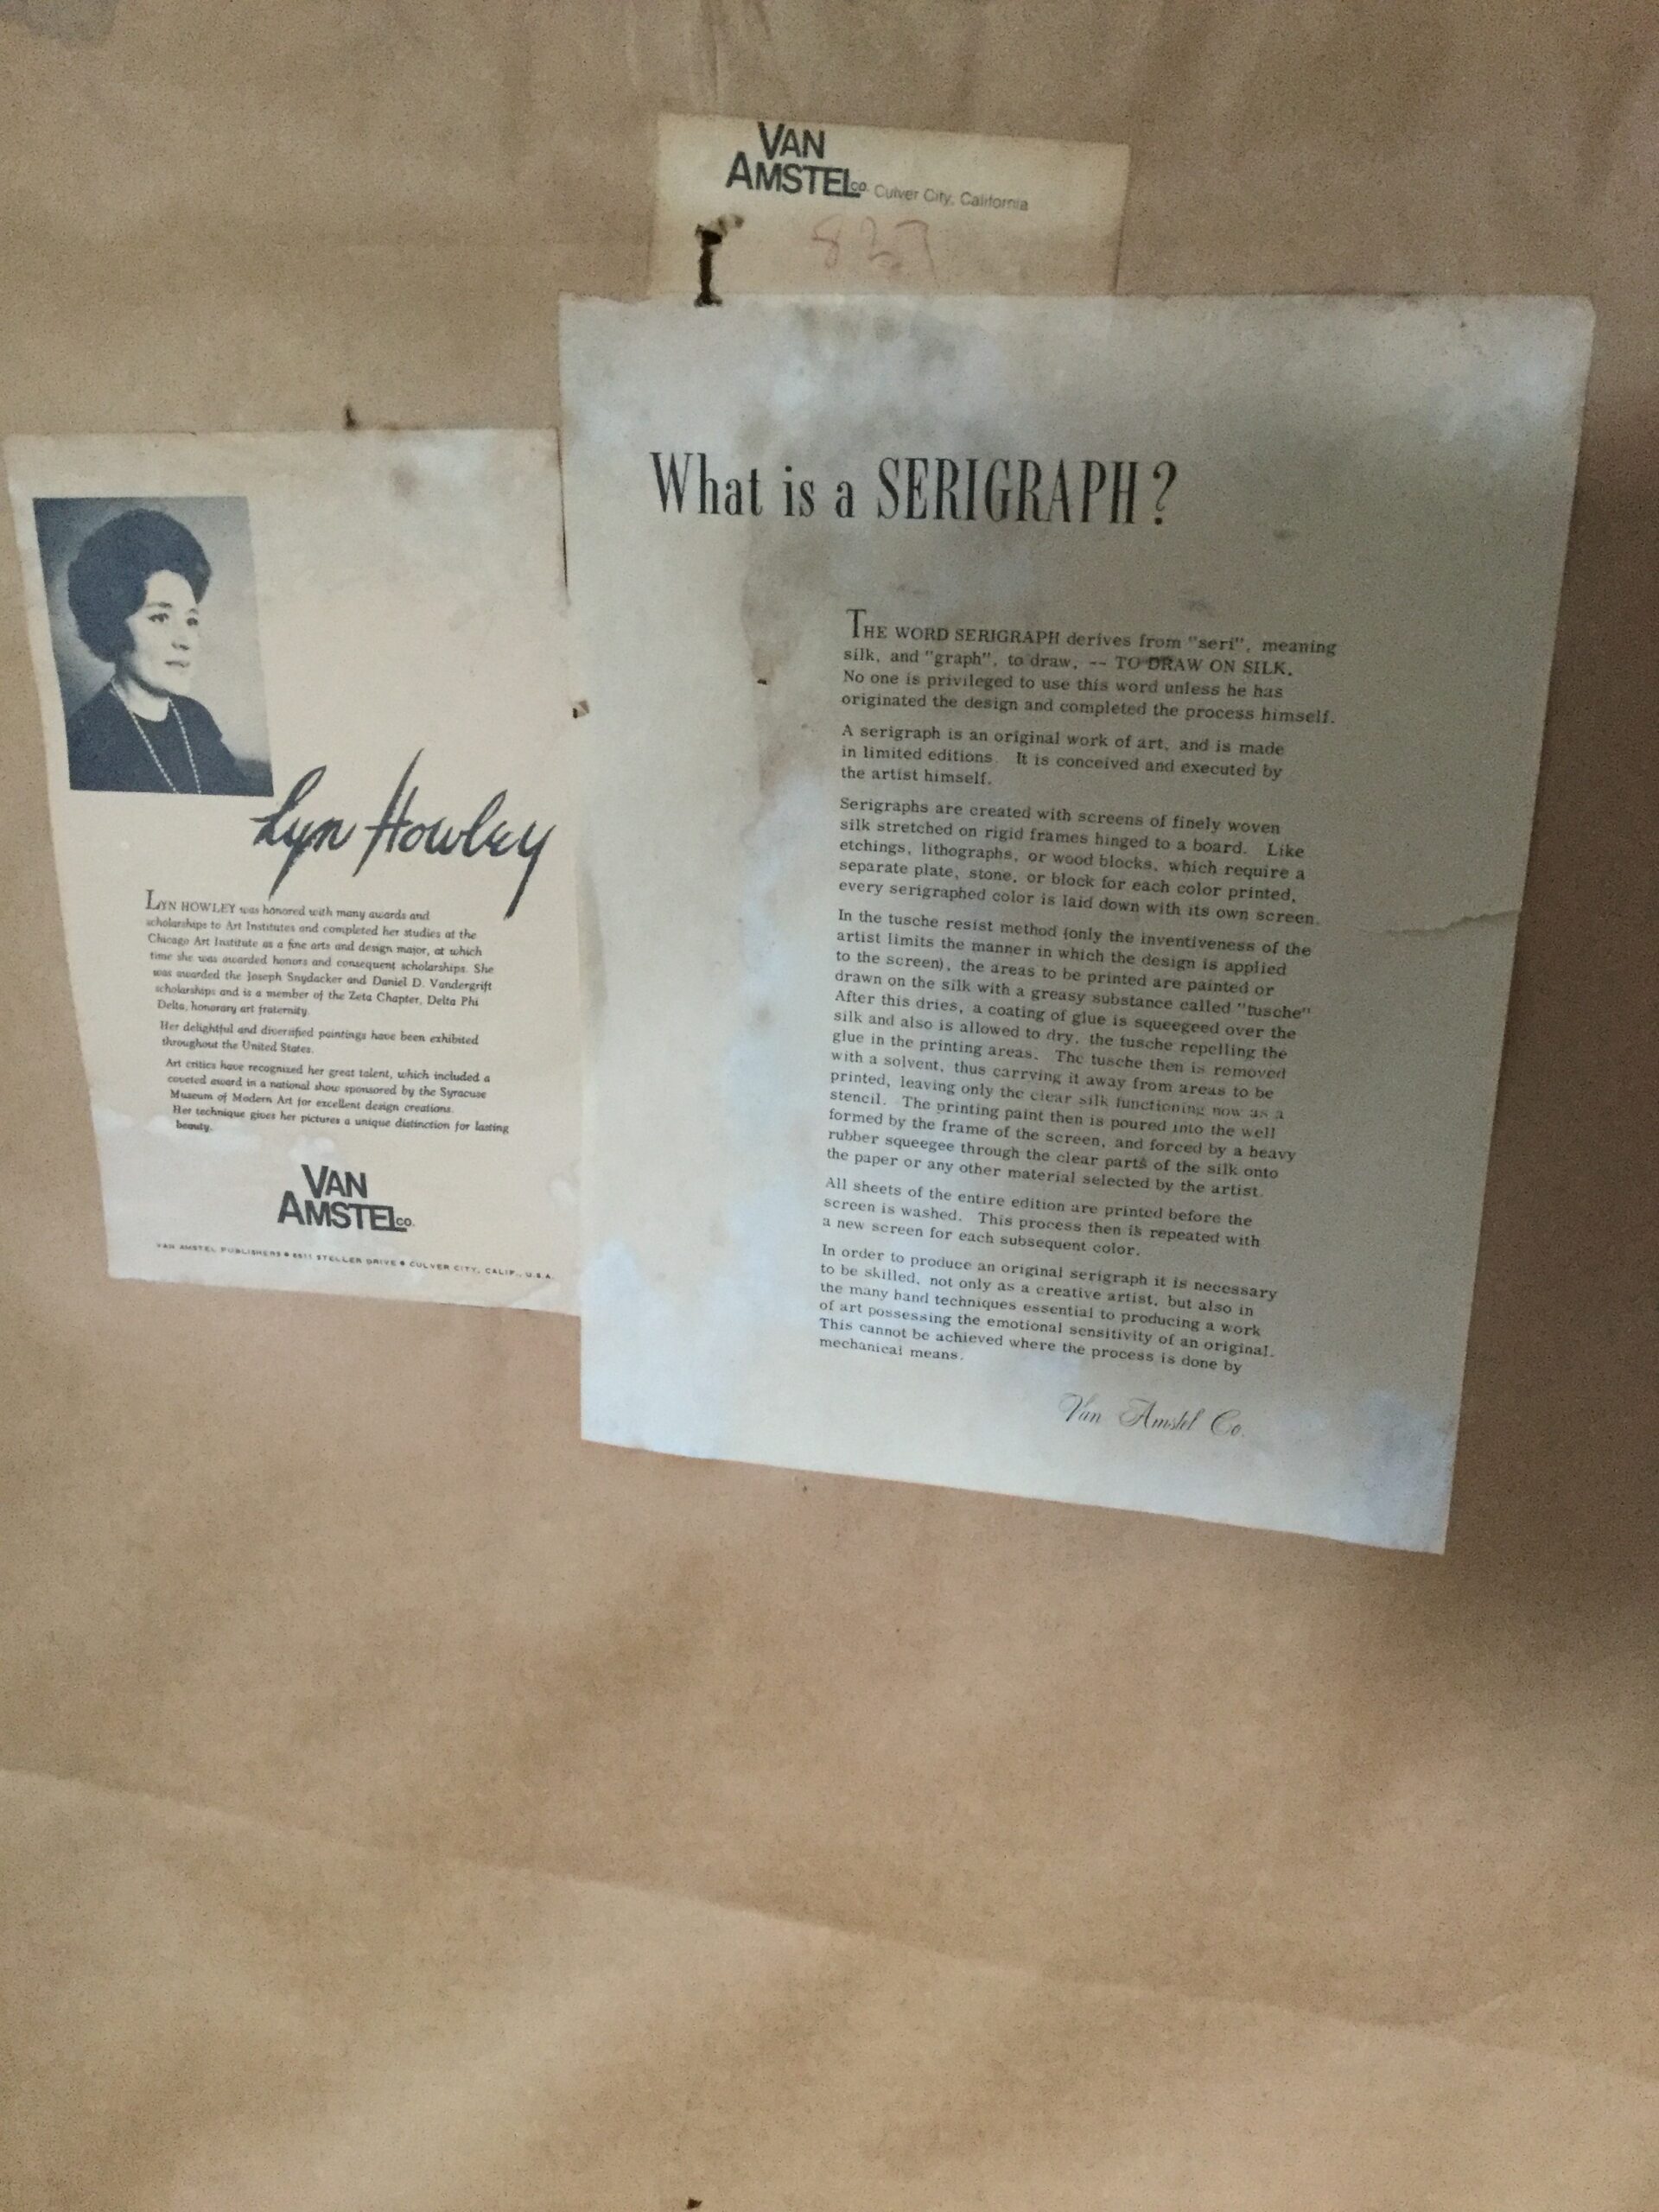 VAN
AMSTEL CO. Culver City, California
827
Lyn Howley
LYN HOWLEY was honored with many awards and
scholarships to Art Institutes and completed her studies at the
Chicago Art Institute as a fine arts and design major, at which
time she was awarded honors and consequent scholarships. She
was awarded the Joseph Snydacker and Daniel D. Vandergrift
scholarships and is a member of the Zeta Chapter, Delta Phi
Delta, honorary art fraternity.
Her delightful and diversified paintings have been exhibited
throughout the United States.
Art critics have recognized her great talent, which included a
coveted award in a national show sponsored by the Syracuse
Museum of Modern Art for excellent design creations.
Her technique gives her pictures a unique distinction for lasting
beauty.
VAN
AMSTEL CO.
VAN AMSTEL PUBLISHERS • 8511 STELLER DRIVE • CULVER CITY, CALIF., U.S.A.
What is a SERIGRAPH?
THE WORD SERIGRAPH derives from "seri", meaning
silk, and "graph", to draw, -- TO DRAW ON SILK.
No one is privileged to use this word unless he has
originated the design and completed the process himself.
A serigraph is an original work of art, and is made
in limited editions. It is conceived and executed by
the artist himself.
Serigraphs are created with screens of finely woven
silk stretched on rigid frames hinged to a board. Like
etchings, lithographs, or wood blocks, which require a
separate plate, stone, or block for each color printed,
every serigraphed color is laid down with its own screen.
In the tusche resist method (only the inventiveness of the
artist limits the manner in which the design is applied
to the screen), the areas to be printed are painted or
drawn on the silk with a greasy substance called "tusche"
After this dries, a coating of glue is squeegeed over the
silk and also is allowed to dry, the tusche repelling the
glue in the printing areas. The tusche then is removed
with a solvent, thus carrying it away from areas to be
printed, leaving only the clear silk functioning now as a
stencil. The printing paint then is poured into the well
formed by the frame of the screen, and forced by a heavy
rubber squeegee through the clear parts of the silk onto
the paper or any other material selected by the artist.
All sheets of the entire edition are printed before the
screen is washed. This process then is repeated with
a new screen for each subsequent color.
In order to produce an original serigraph it is necessary
to be skilled, not only as a creative artist, but also in
the many hand techniques essential to producing a work
of art possessing the emotional sensitivity of an original.
This cannot be achieved where the process is done by
mechanical means.
Van Amstel Co.